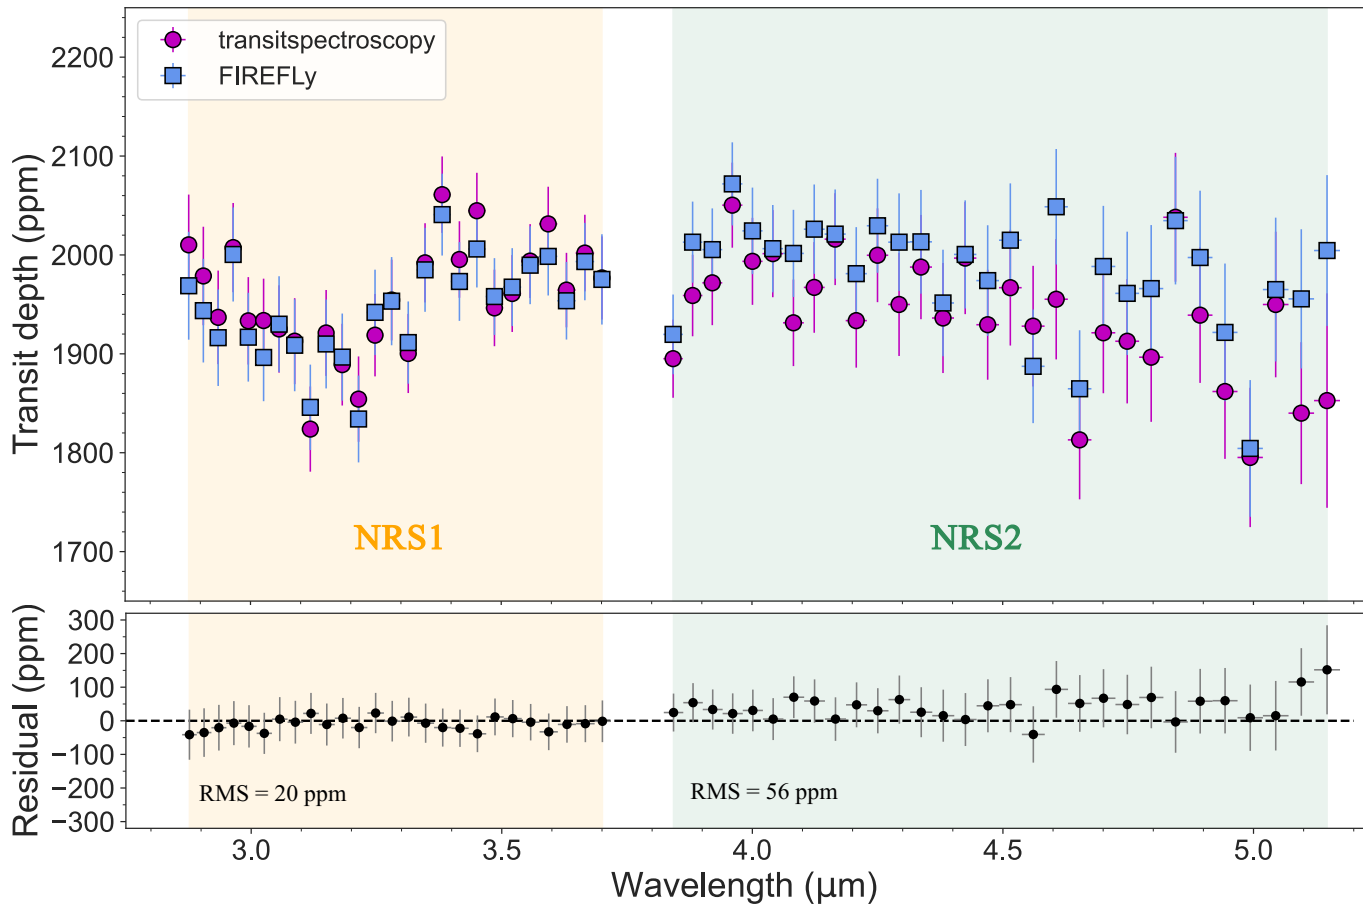 transitspectroscopy
FIREFLy
Transit depth (ppm)
2200
2100
2000
1900
1800
1700
NRS1
NRS2
Residual (ppm)
300
200
100
0
−100
−200
−300
RMS = 20 ppm
RMS = 56 ppm
3.0
3.5
4.0
4.5
5.0
Wavelength (μm)